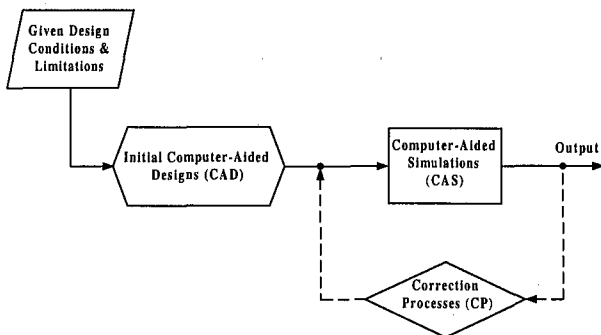 Given Design
Conditions &
Limitations
Initial Computer-Aided
Designs (CAD)
Computer-Aided
Simulations
(CAS)
Output
Correction
Processes (CP)